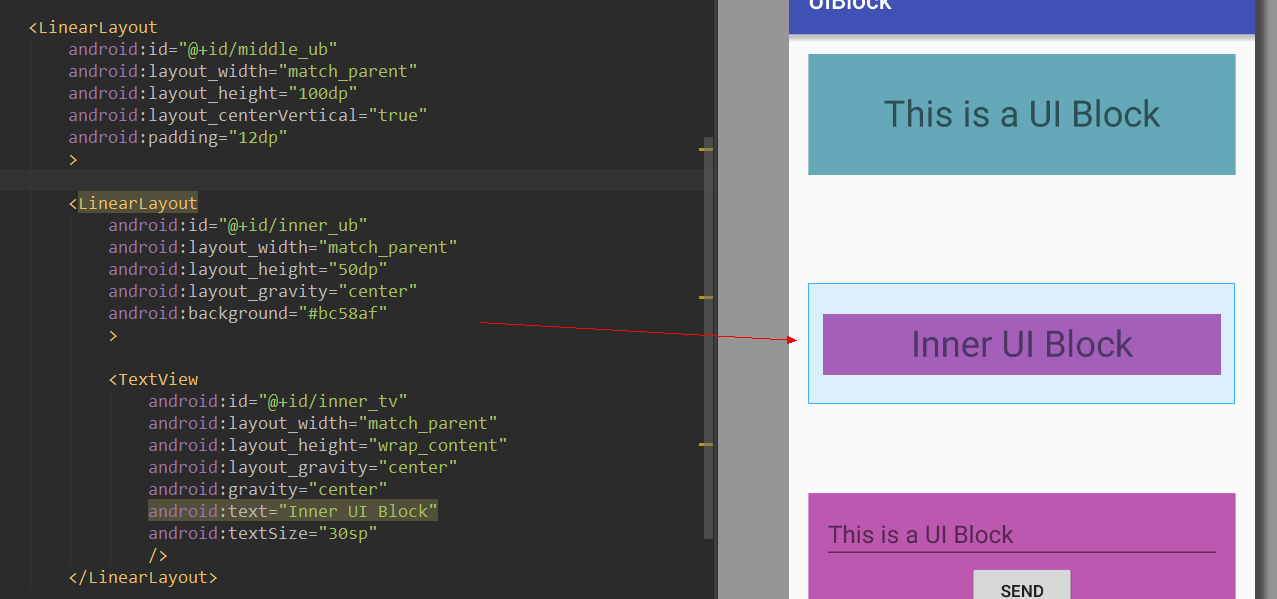 <LinearLayout
android:id="@+id/middle_ub"
android:layout_width="match_parent"
android:layout_height="100dp"
android:layout_centerVertical="true"
android:padding="12dp"
>
<LinearLayout
android:id="@+id/inner_ub"
android:layout_width="match_parent"
android:layout_height="50dp"
android:layout_gravity="center"
android:background="#bc58af"
>
<TextView
android:id="@+id/inner_tv"
android:layout_width="match_parent"
android:layout_height="wrap_content"
android:layout_gravity="center"
android:gravity="center"
android:text="Inner UI Block"
android:textSize="30sp"
/>
</LinearLayout>
UIBlock
This is a UI Block
Inner UI Block
This is a UI Block
SEND